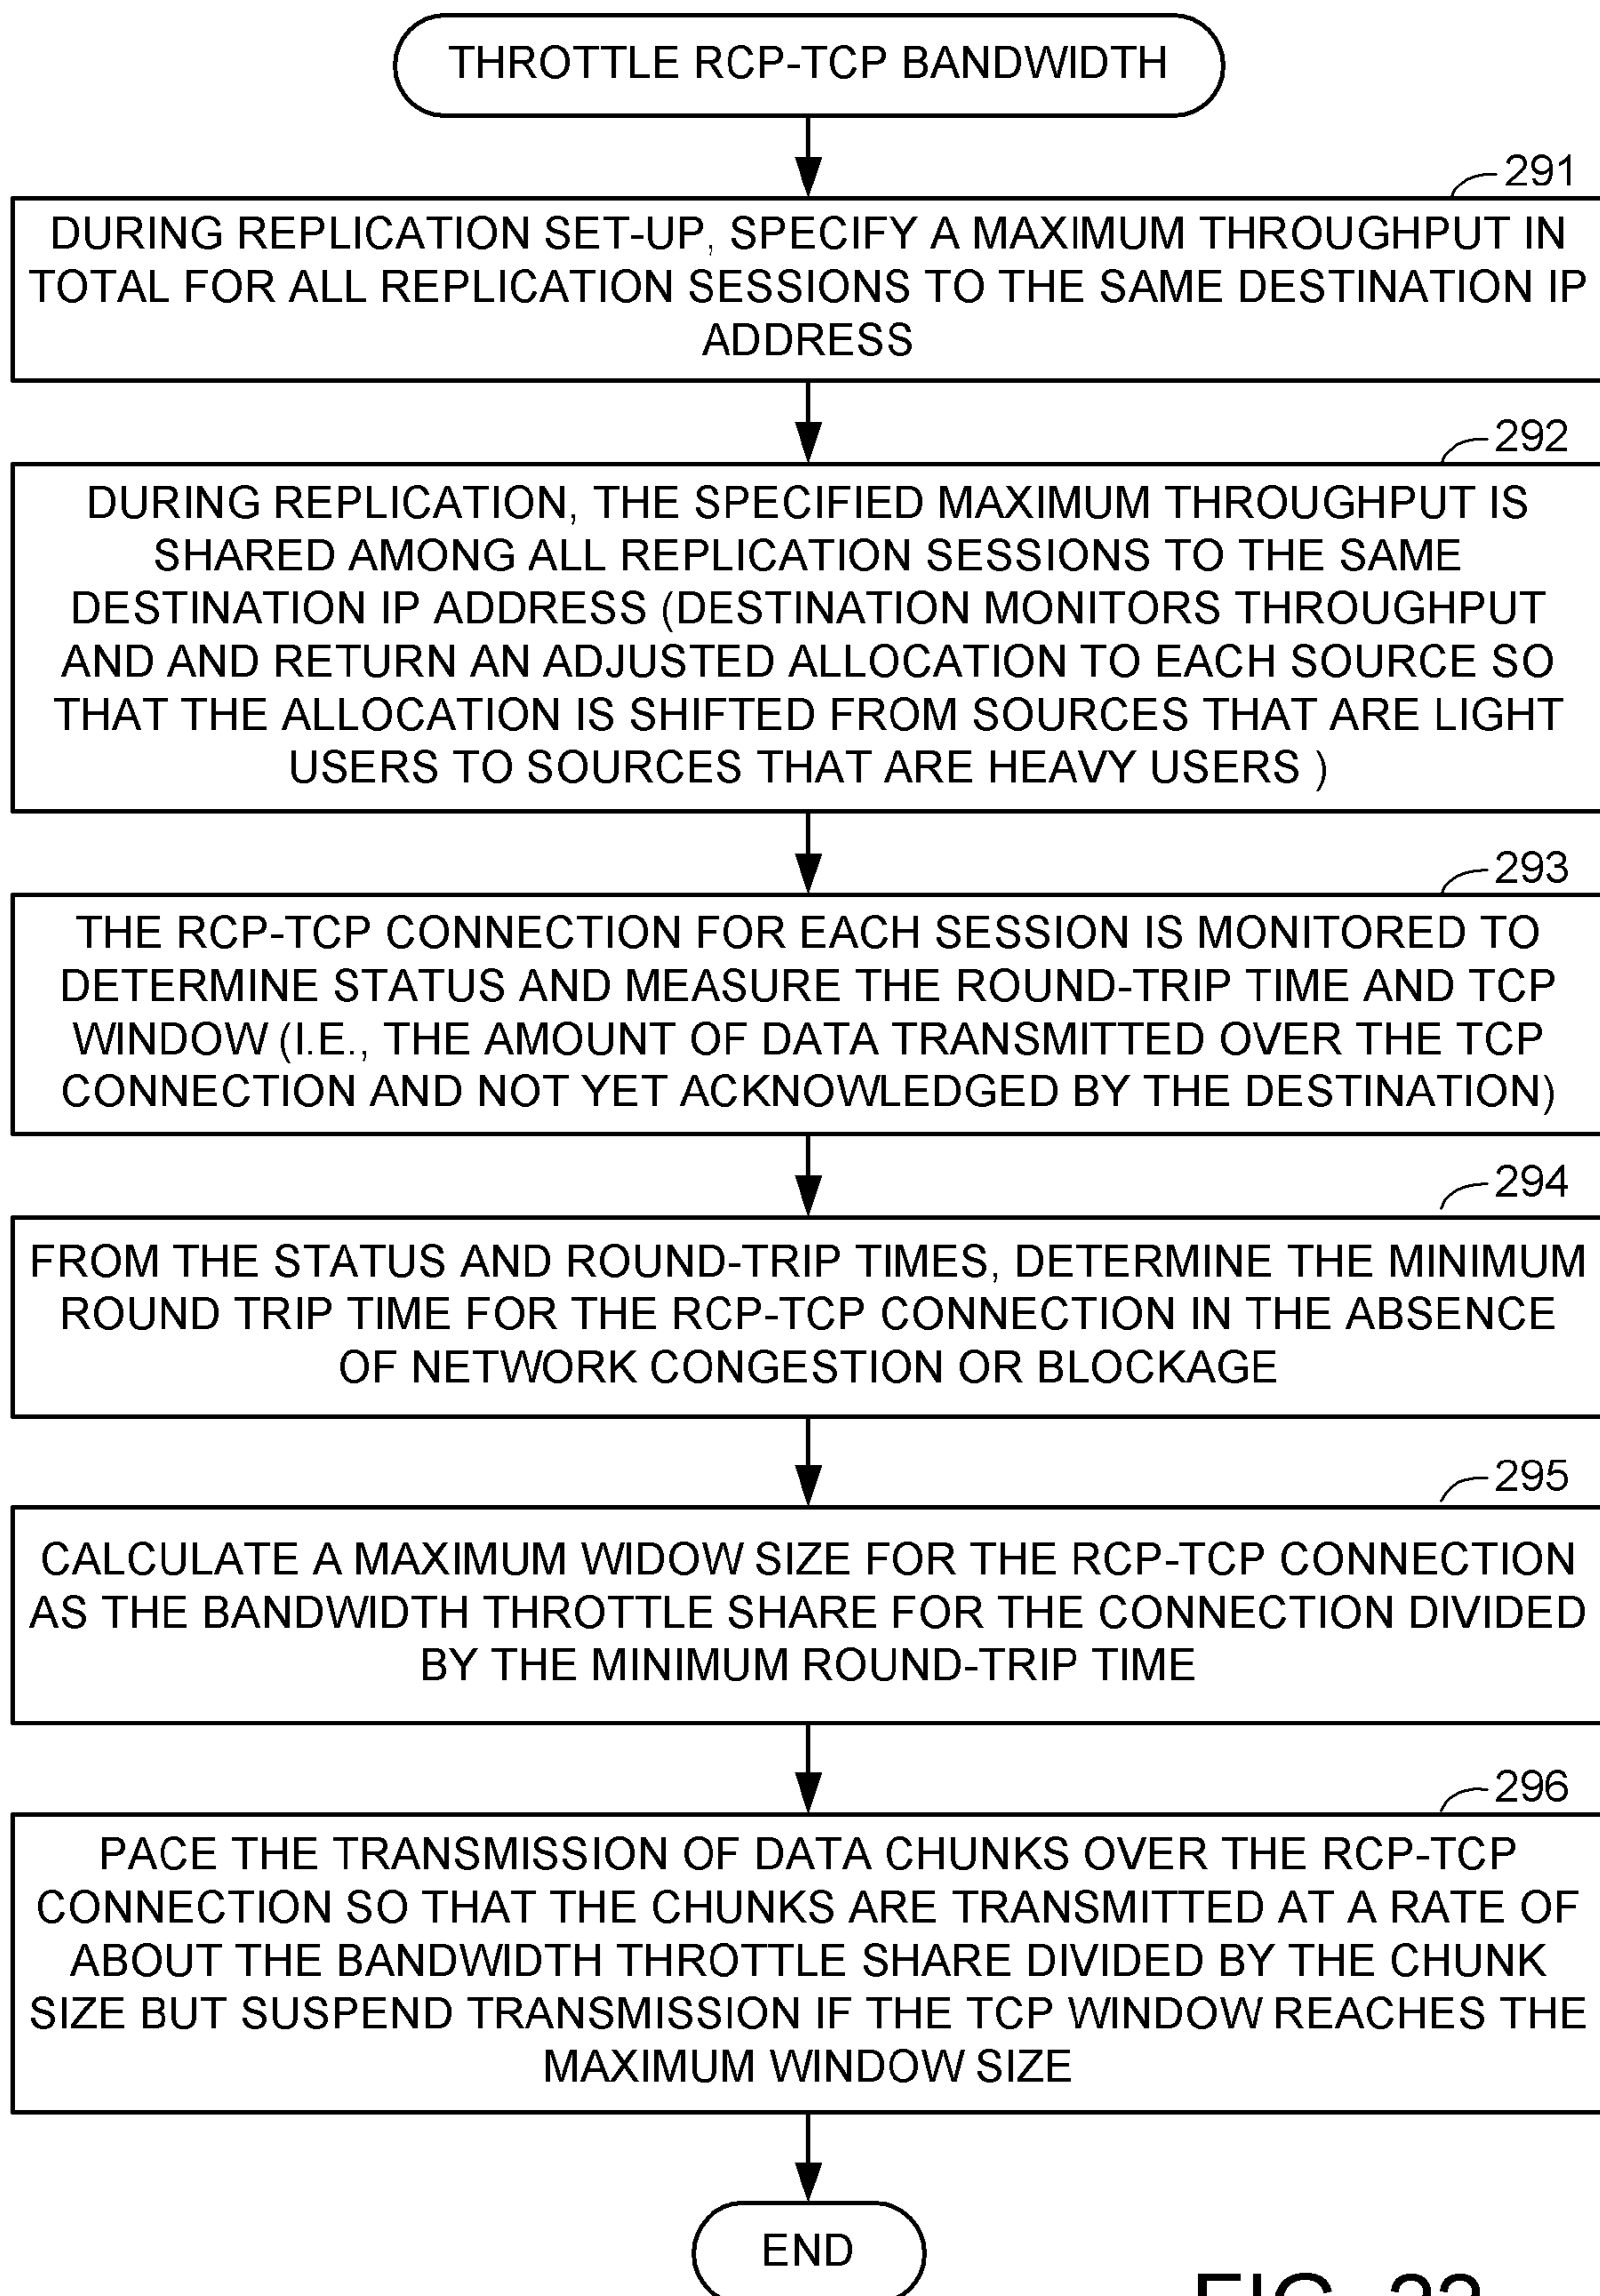 THROTTLE RCP-TCP BANDWIDTH
291
DURING REPLICATION SET-UP, SPECIFY A MAXIMUM THROUGHPUT IN
TOTAL FOR ALL REPLICATION SESSIONS TO THE SAME DESTINATION IP
ADDRESS
292
DURING REPLICATION, THE SPECIFIED MAXIMUM THROUGHPUT IS
SHARED AMONG ALL REPLICATION SESSIONS TO THE SAME
DESTINATION IP ADDRESS (DESTINATION MONITORS THROUGHPUT
AND AND RETURN AN ADJUSTED ALLOCATION TO EACH SOURCE SO
THAT THE ALLOCATION IS SHIFTED FROM SOURCES THAT ARE LIGHT
USERS TO SOURCES THAT ARE HEAVY USERS )
293
THE RCP-TCP CONNECTION FOR EACH SESSION IS MONITORED TO
DETERMINE STATUS AND MEASURE THE ROUND-TRIP TIME AND TCP
WINDOW (I.E., THE AMOUNT OF DATA TRANSMITTED OVER THE TCP
CONNECTION AND NOT YET ACKNOWLEDGED BY THE DESTINATION)
294
FROM THE STATUS AND ROUND-TRIP TIMES, DETERMINE THE MINIMUM
ROUND TRIP TIME FOR THE RCP-TCP CONNECTION IN THE ABSENCE
OF NETWORK CONGESTION OR BLOCKAGE
295
CALCULATE A MAXIMUM WIDOW SIZE FOR THE RCP-TCP CONNECTION
AS THE BANDWIDTH THROTTLE SHARE FOR THE CONNECTION DIVIDED
BY THE MINIMUM ROUND-TRIP TIME
296
PACE THE TRANSMISSION OF DATA CHUNKS OVER THE RCP-TCP
CONNECTION SO THAT THE CHUNKS ARE TRANSMITTED AT A RATE OF
ABOUT THE BANDWIDTH THROTTLE SHARE DIVIDED BY THE CHUNK
SIZE BUT SUSPEND TRANSMISSION IF THE TCP WINDOW REACHES THE
MAXIMUM WINDOW SIZE
END
FIG.